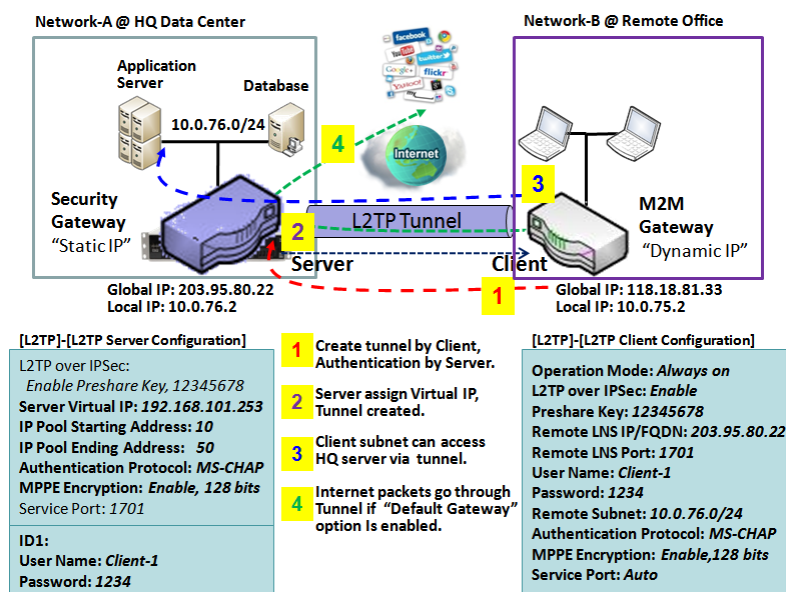 Network-A @ HQ Data Center
Network-B @ Remote Office
Application
Server
Database
10.0.76.0/24
facebook
YouTube
twitter
Google+
flickr
Yahoo!
4
Internet
3
Security
Gateway
"Static IP"
L2TP Tunnel
2
M2M
Gateway
"Dynamic IP"
Server
Client
1
Global IP: 203.95.80.22
Local IP: 10.0.76.2
Global IP: 118.18.81.33
Local IP: 10.0.75.2
[L2TP]-[L2TP Server Configuration]
L2TP over IPSec:
Enable Preshare Key, 12345678
Server Virtual IP: 192.168.101.253
IP Pool Starting Address: 10
IP Pool Ending Address: 50
Authentication Protocol: MS-CHAP
MPPE Encryption: Enable, 128 bits
Service Port: 1701
ID1:
User Name: Client-1
Password: 1234
1
Create tunnel by Client,
Authentication by Server.
2
Server assign Virtual IP,
Tunnel created.
3
Client subnet can access
HQ server via tunnel.
4
Internet packets go through
Tunnel if "Default Gateway"
option Is enabled.
[L2TP]-[L2TP Client Configuration]
Operation Mode: Always on
L2TP over IPSec: Enable
Preshare Key: 12345678
Remote LNS IP/FQDN: 203.95.80.22
Remote LNS Port: 1701
User Name: Client-1
Password: 1234
Remote Subnet: 10.0.76.0/24
Authentication Protocol: MS-CHAP
MPPE Encryption: Enable,128 bits
Service Port: Auto